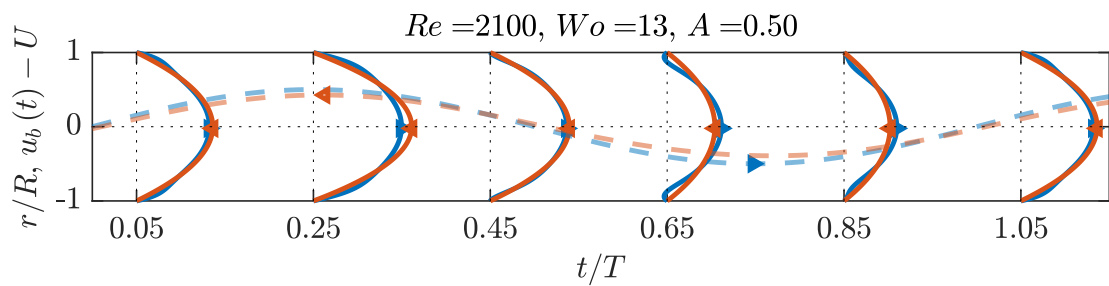 Re =2100, Wo =13, A =0.50
r/R, u_b(t) − U
1
0
-1
0.05 0.25 0.45 0.65 0.85 1.05
t/T